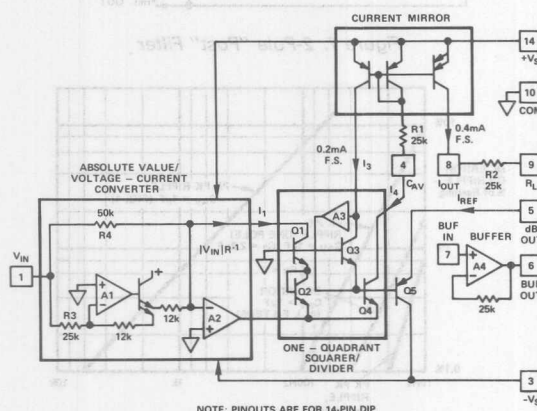 CURRENT MIRROR
14
+VS
10
COM
R1
25k
0.2mA
F.S.
0.4mA
F.S.
I3
4
CAV
I4
8
IOUT
R2
25k
9
RL
IREF
5
dB
OUT
ABSOLUTE VALUE/
VOLTAGE – CURRENT
CONVERTER
50k
R4
I1
|VIN|R-1
VIN
1
A1
+
–
R3
25k
12k
12k
A2
–
+
A3
Q1
Q2
Q3
Q4
Q5
BUF
IN
BUFFER
7
+
–
A4
25k
6
BUF
OUT
ONE – QUADRANT
SQUARER/
DIVIDER
3
-VS
NOTE: PINOUTS ARE FOR 14-PIN DIP